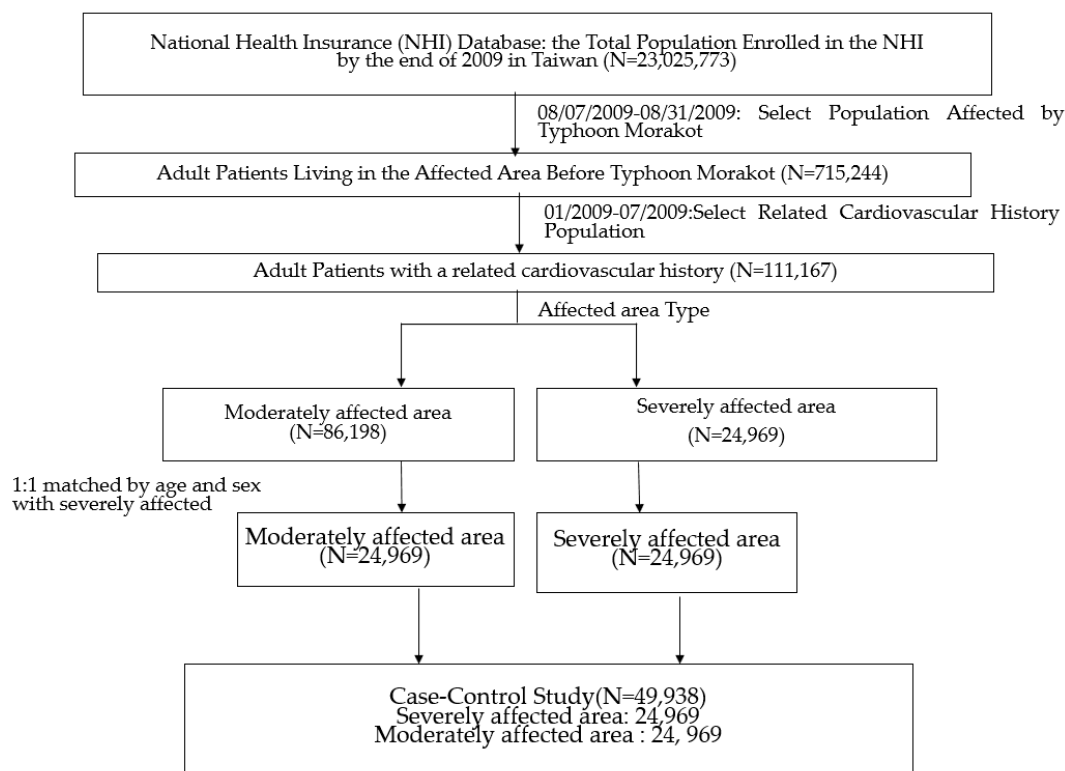 National Health Insurance (NHI) Database: the Total Population Enrolled in the NHI
by the end of 2009 in Taiwan (N=23,025,773)
08/07/2009-08/31/2009: Select Population Affected by
Typhoon Morakot
Adult Patients Living in the Affected Area Before Typhoon Morakot (N=715,244)
01/2009-07/2009:Select Related Cardiovascular History
Population
Adult Patients with a related cardiovascular history (N=111,167)
Affected area Type
Moderately affected area
(N=86,198)
Severely affected area
(N=24,969)
1:1 matched by age and sex
with severely affected
Moderately affected area
(N=24,969)
Severely affected area
(N=24,969)
Case-Control Study(N=49,938)
Severely affected area: 24,969
Moderately affected area : 24, 969